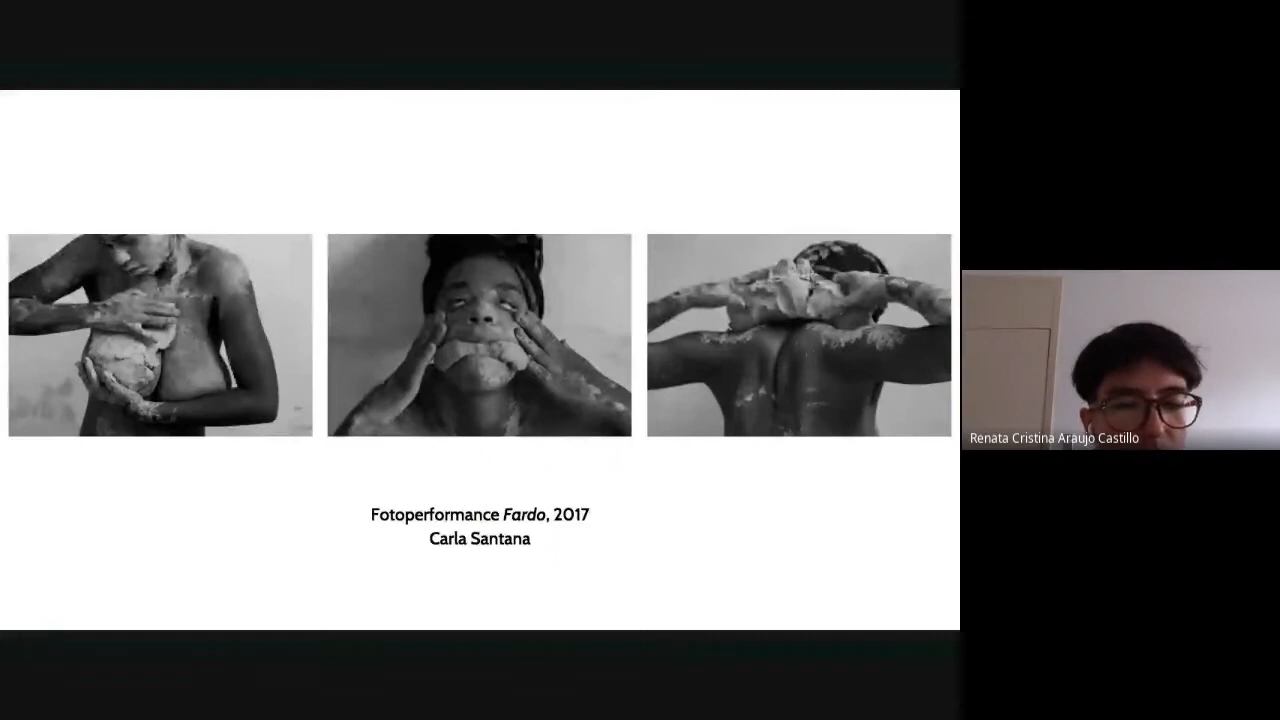 Fotoperformance Fardo, 2017
Carla Santana
Renata Cristina Araujo Castillo